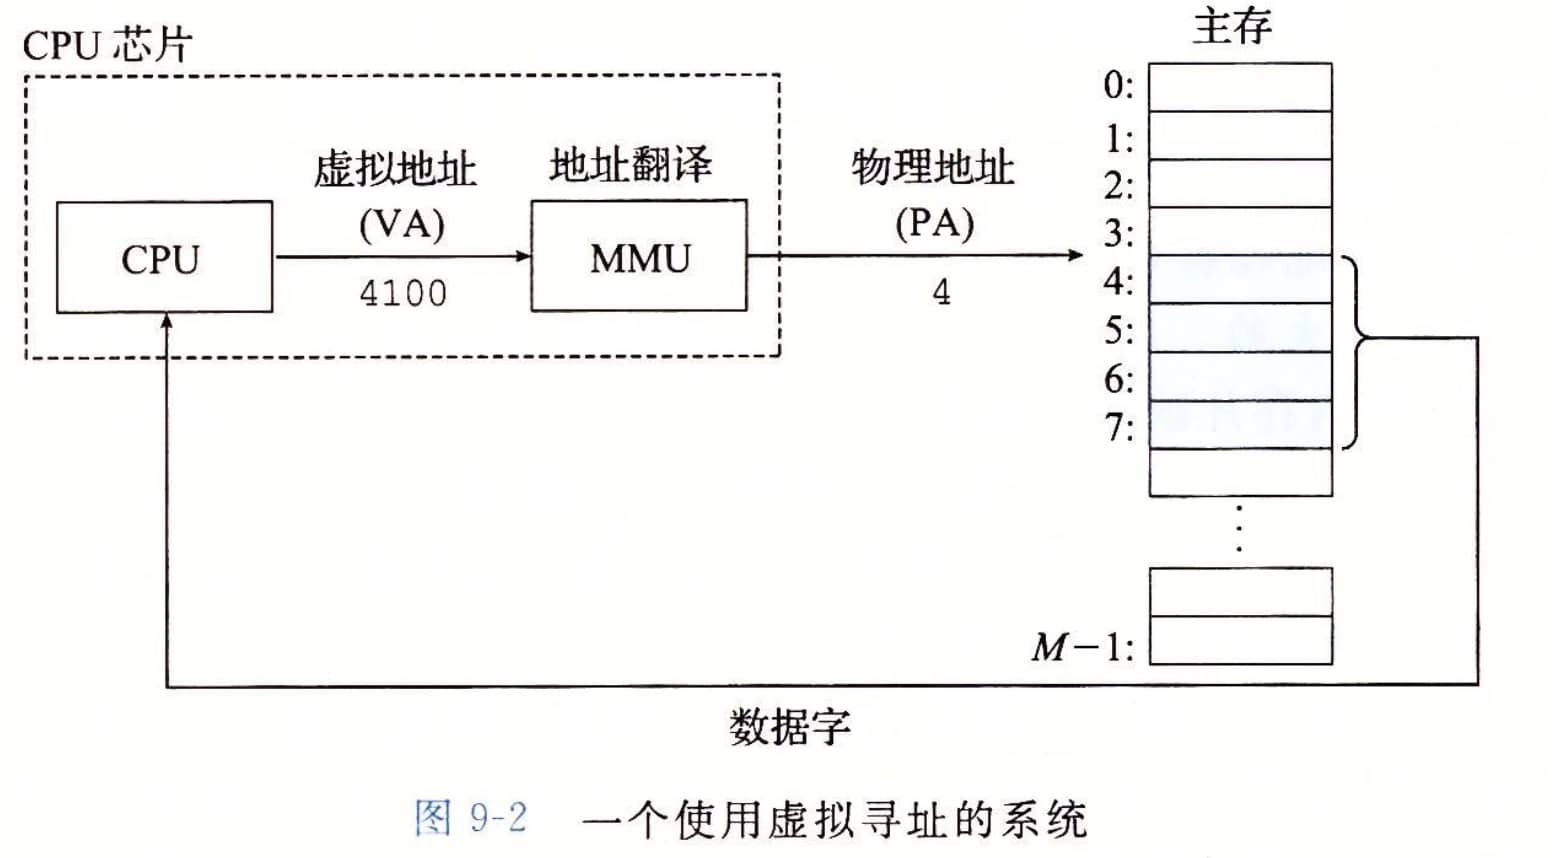 CPU 芯片
主存
虚拟地址
(VA)
4100
地址翻译
物理地址
(PA)
4
CPU
MMU
0:
1:
2:
3:
4:
5:
6:
7:
M−1:
数据字
图 9-2 一个使用虚拟寻址的系统